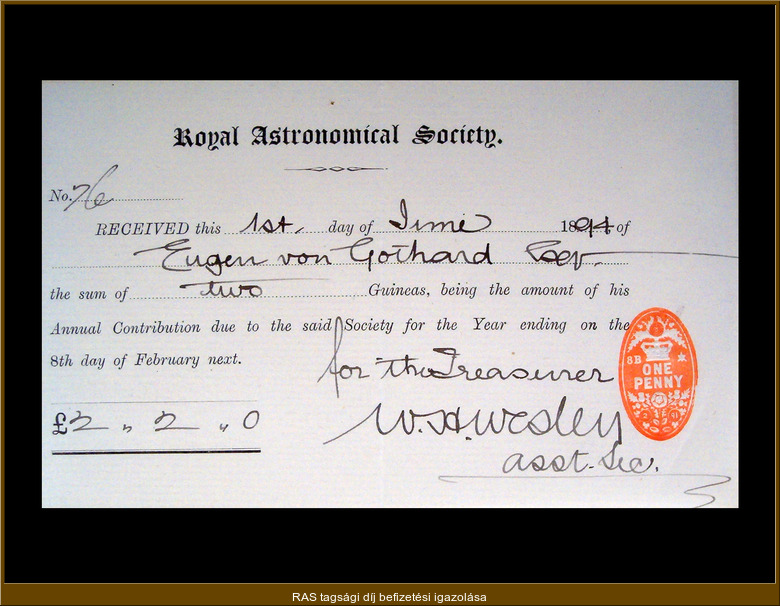 Royal Astronomical Society.
No. 76
RECEIVED this 1st, day of June 1894 of
Eugen von Gothard Esq.
the sum of two Guineas, being the amount of his
Annual Contribution due to the said Society for the Year ending on the
8th day of February next.
for the Treasurer
£2 „ 2 „ 0
W. H. Wesley
asst. Sec.
8B
ONE
PENNY
RAS tagsági díj befizetési igazolása